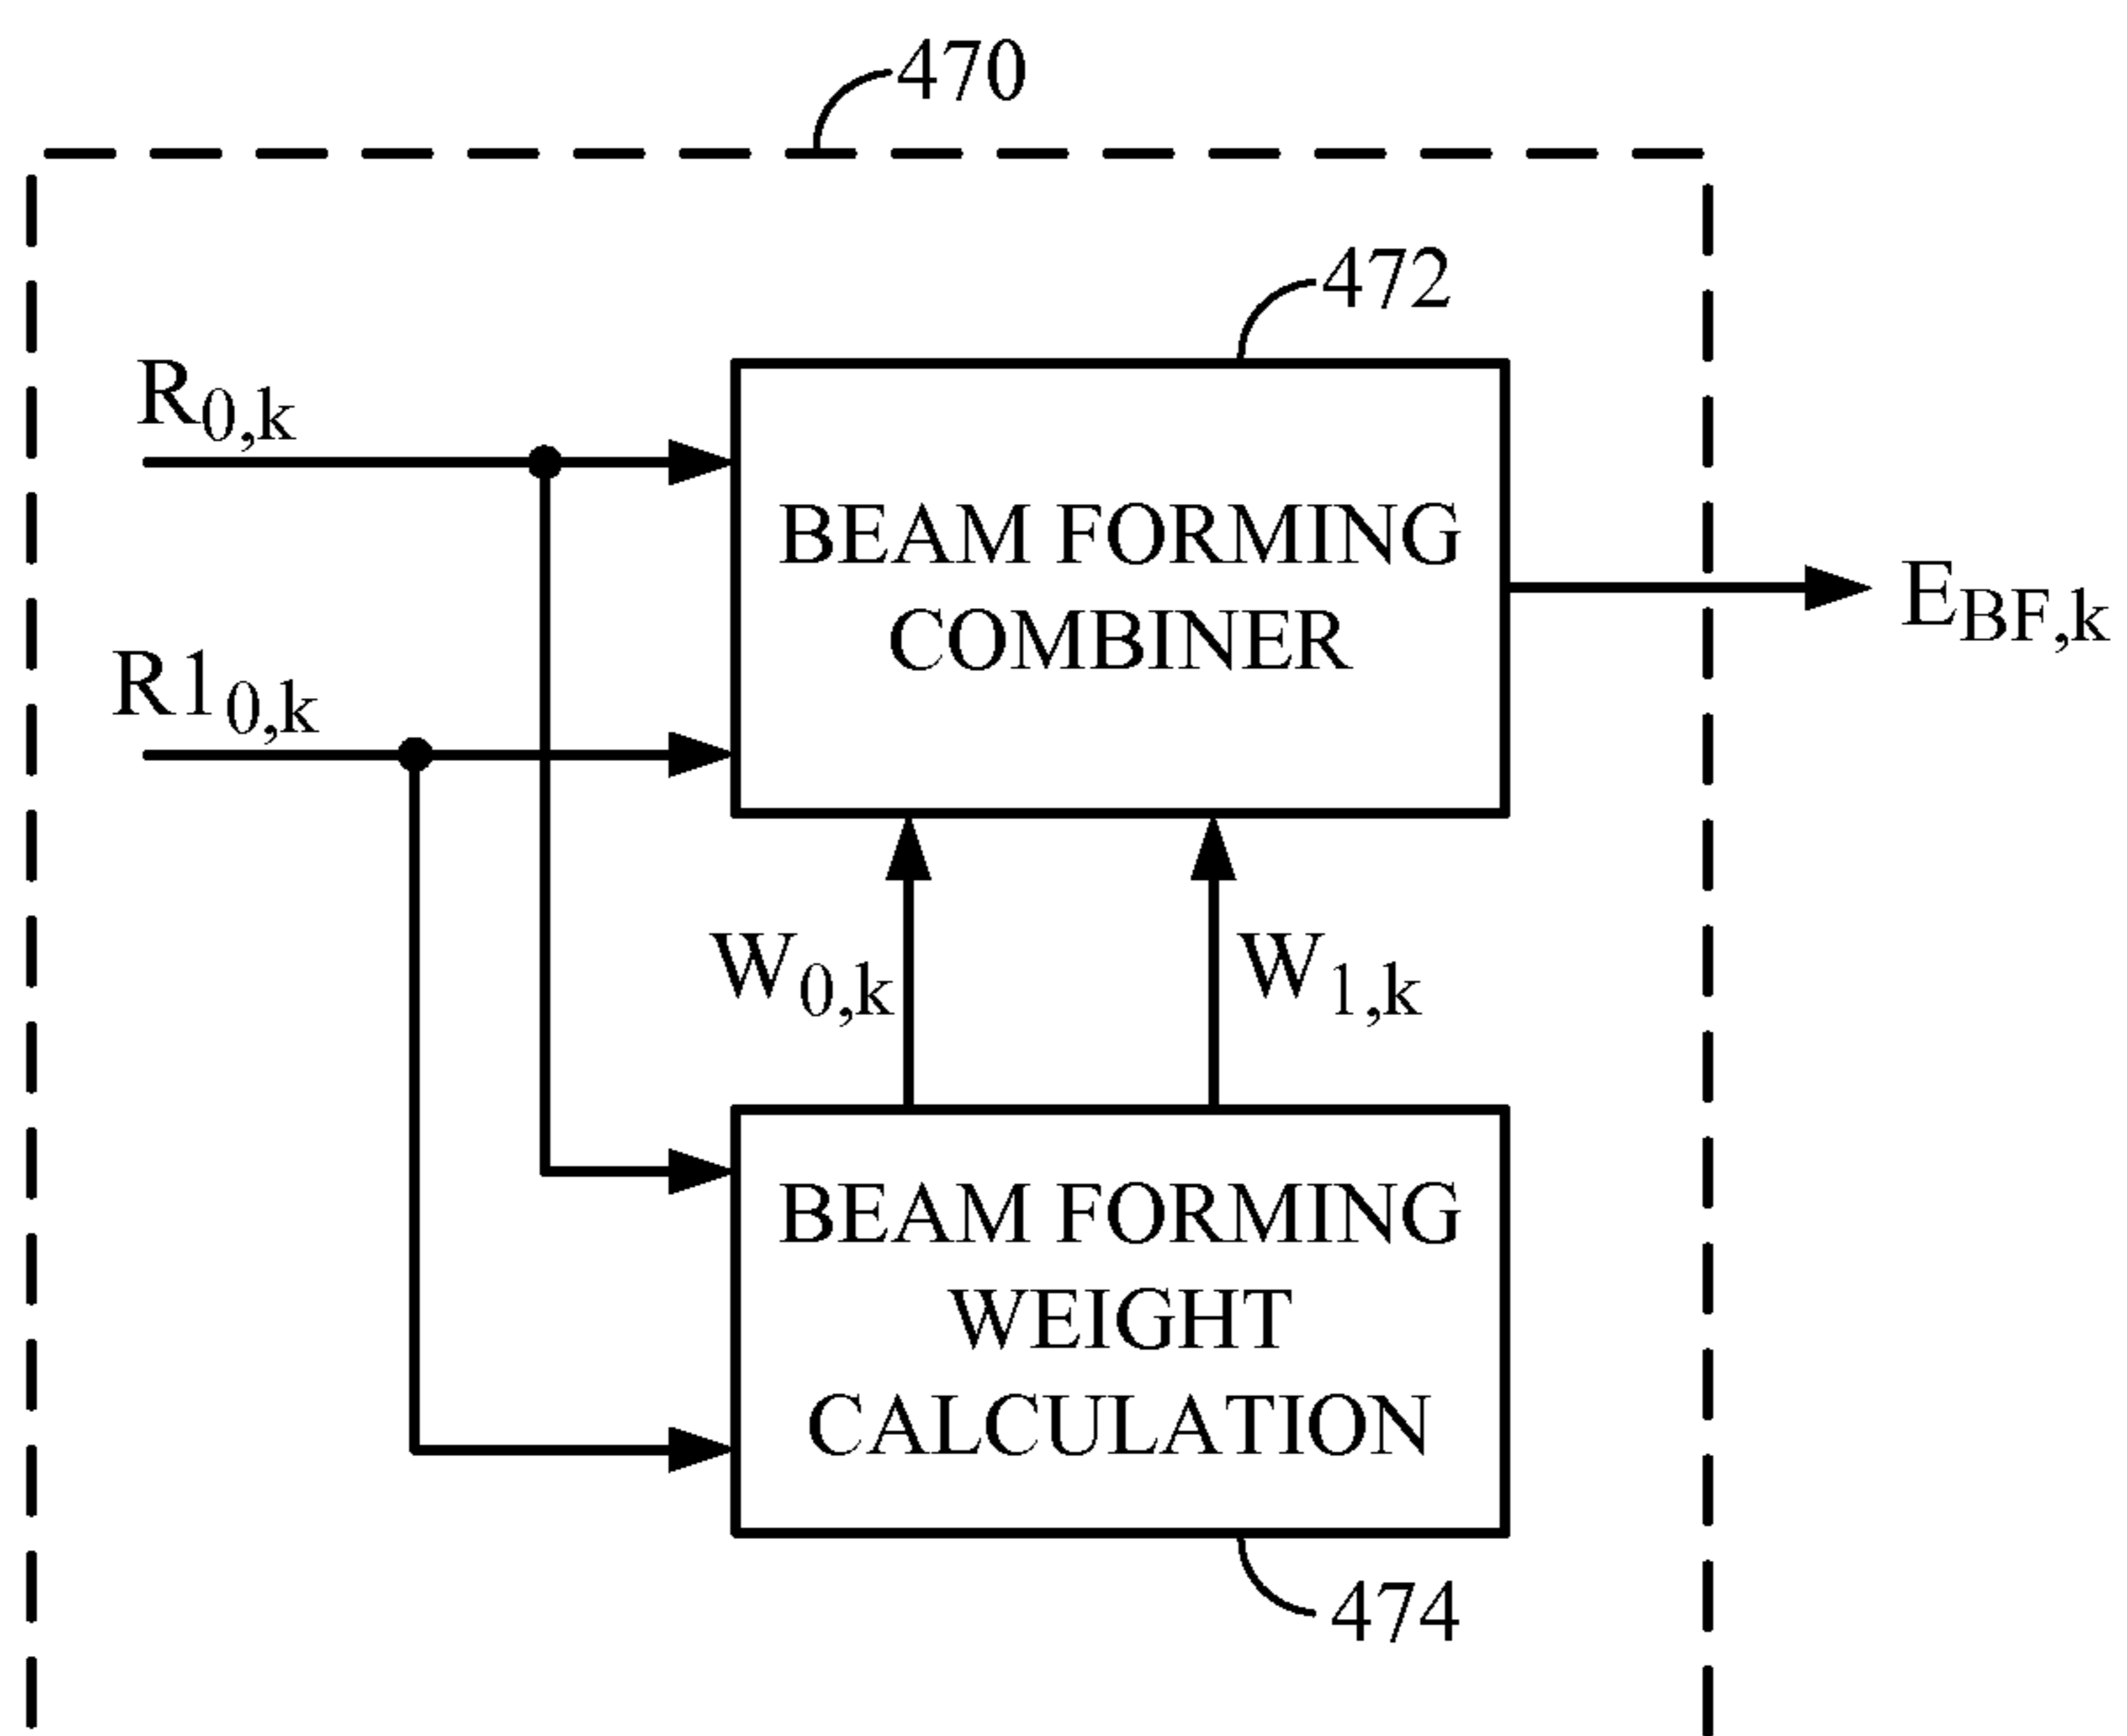 470
472
R0,k
BEAM FORMING
COMBINER
EBF,k
R10,k
W0,k
W1,k
BEAM FORMING
WEIGHT
CALCULATION
474